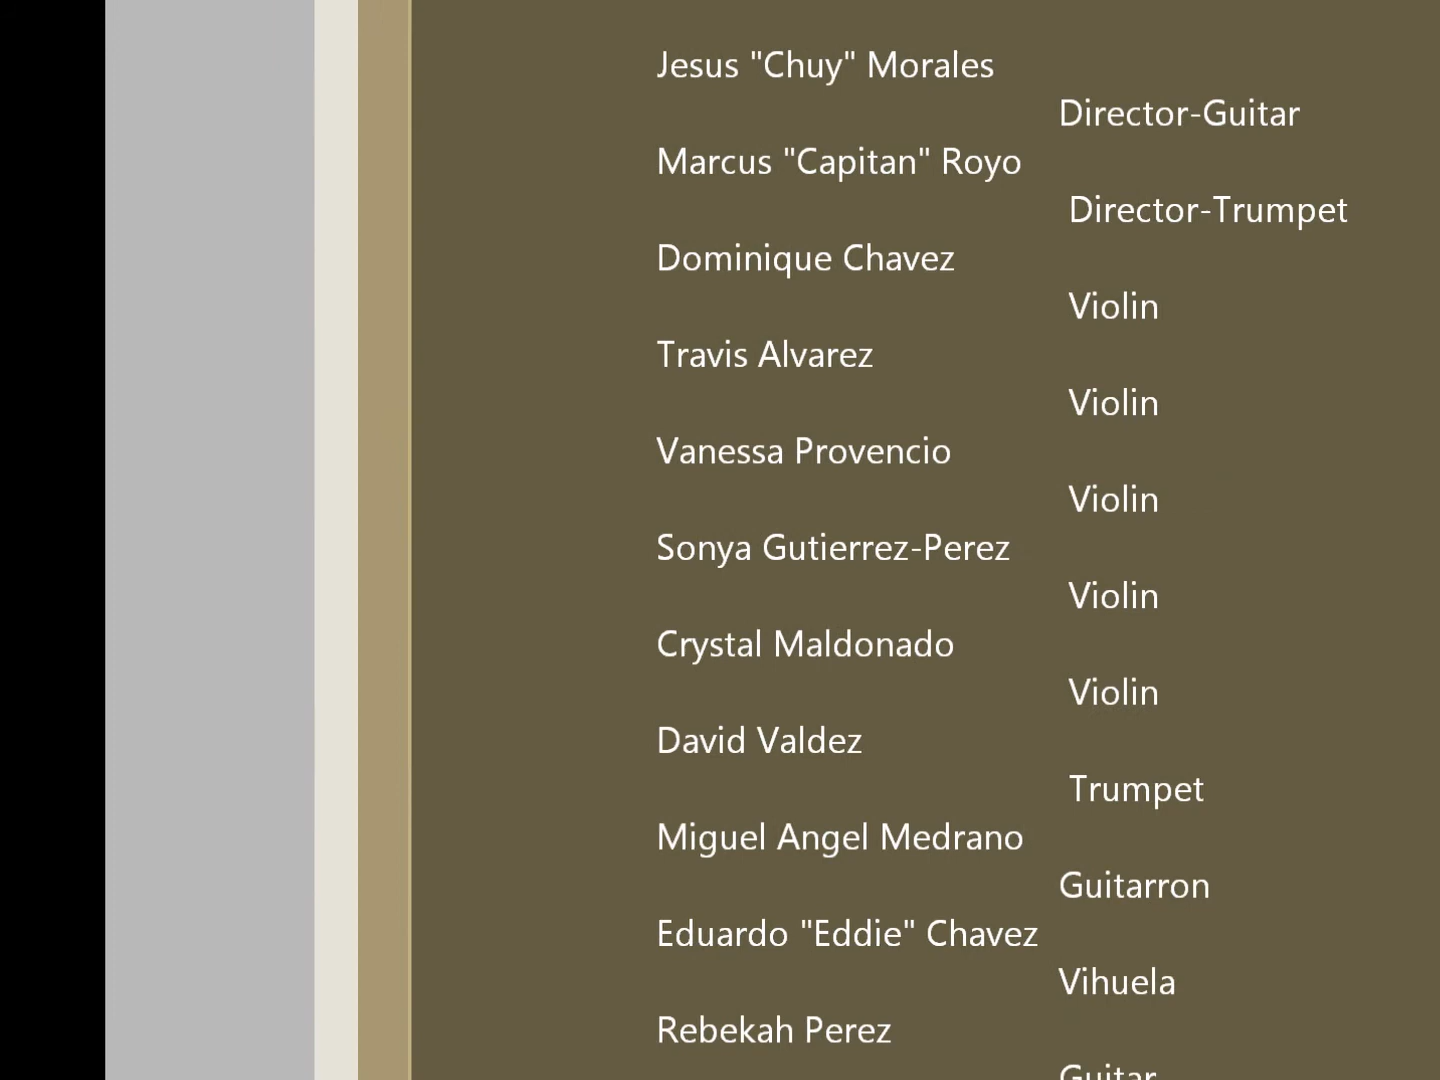 Jesus "Chuy" Morales
Director-Guitar
Marcus "Capitan" Royo
Director-Trumpet
Dominique Chavez
Violin
Travis Alvarez
Violin
Vanessa Provencio
Violin
Sonya Gutierrez-Perez
Violin
Crystal Maldonado
Violin
David Valdez
Trumpet
Miguel Angel Medrano
Guitarron
Eduardo "Eddie" Chavez
Vihuela
Rebekah Perez
Guitar